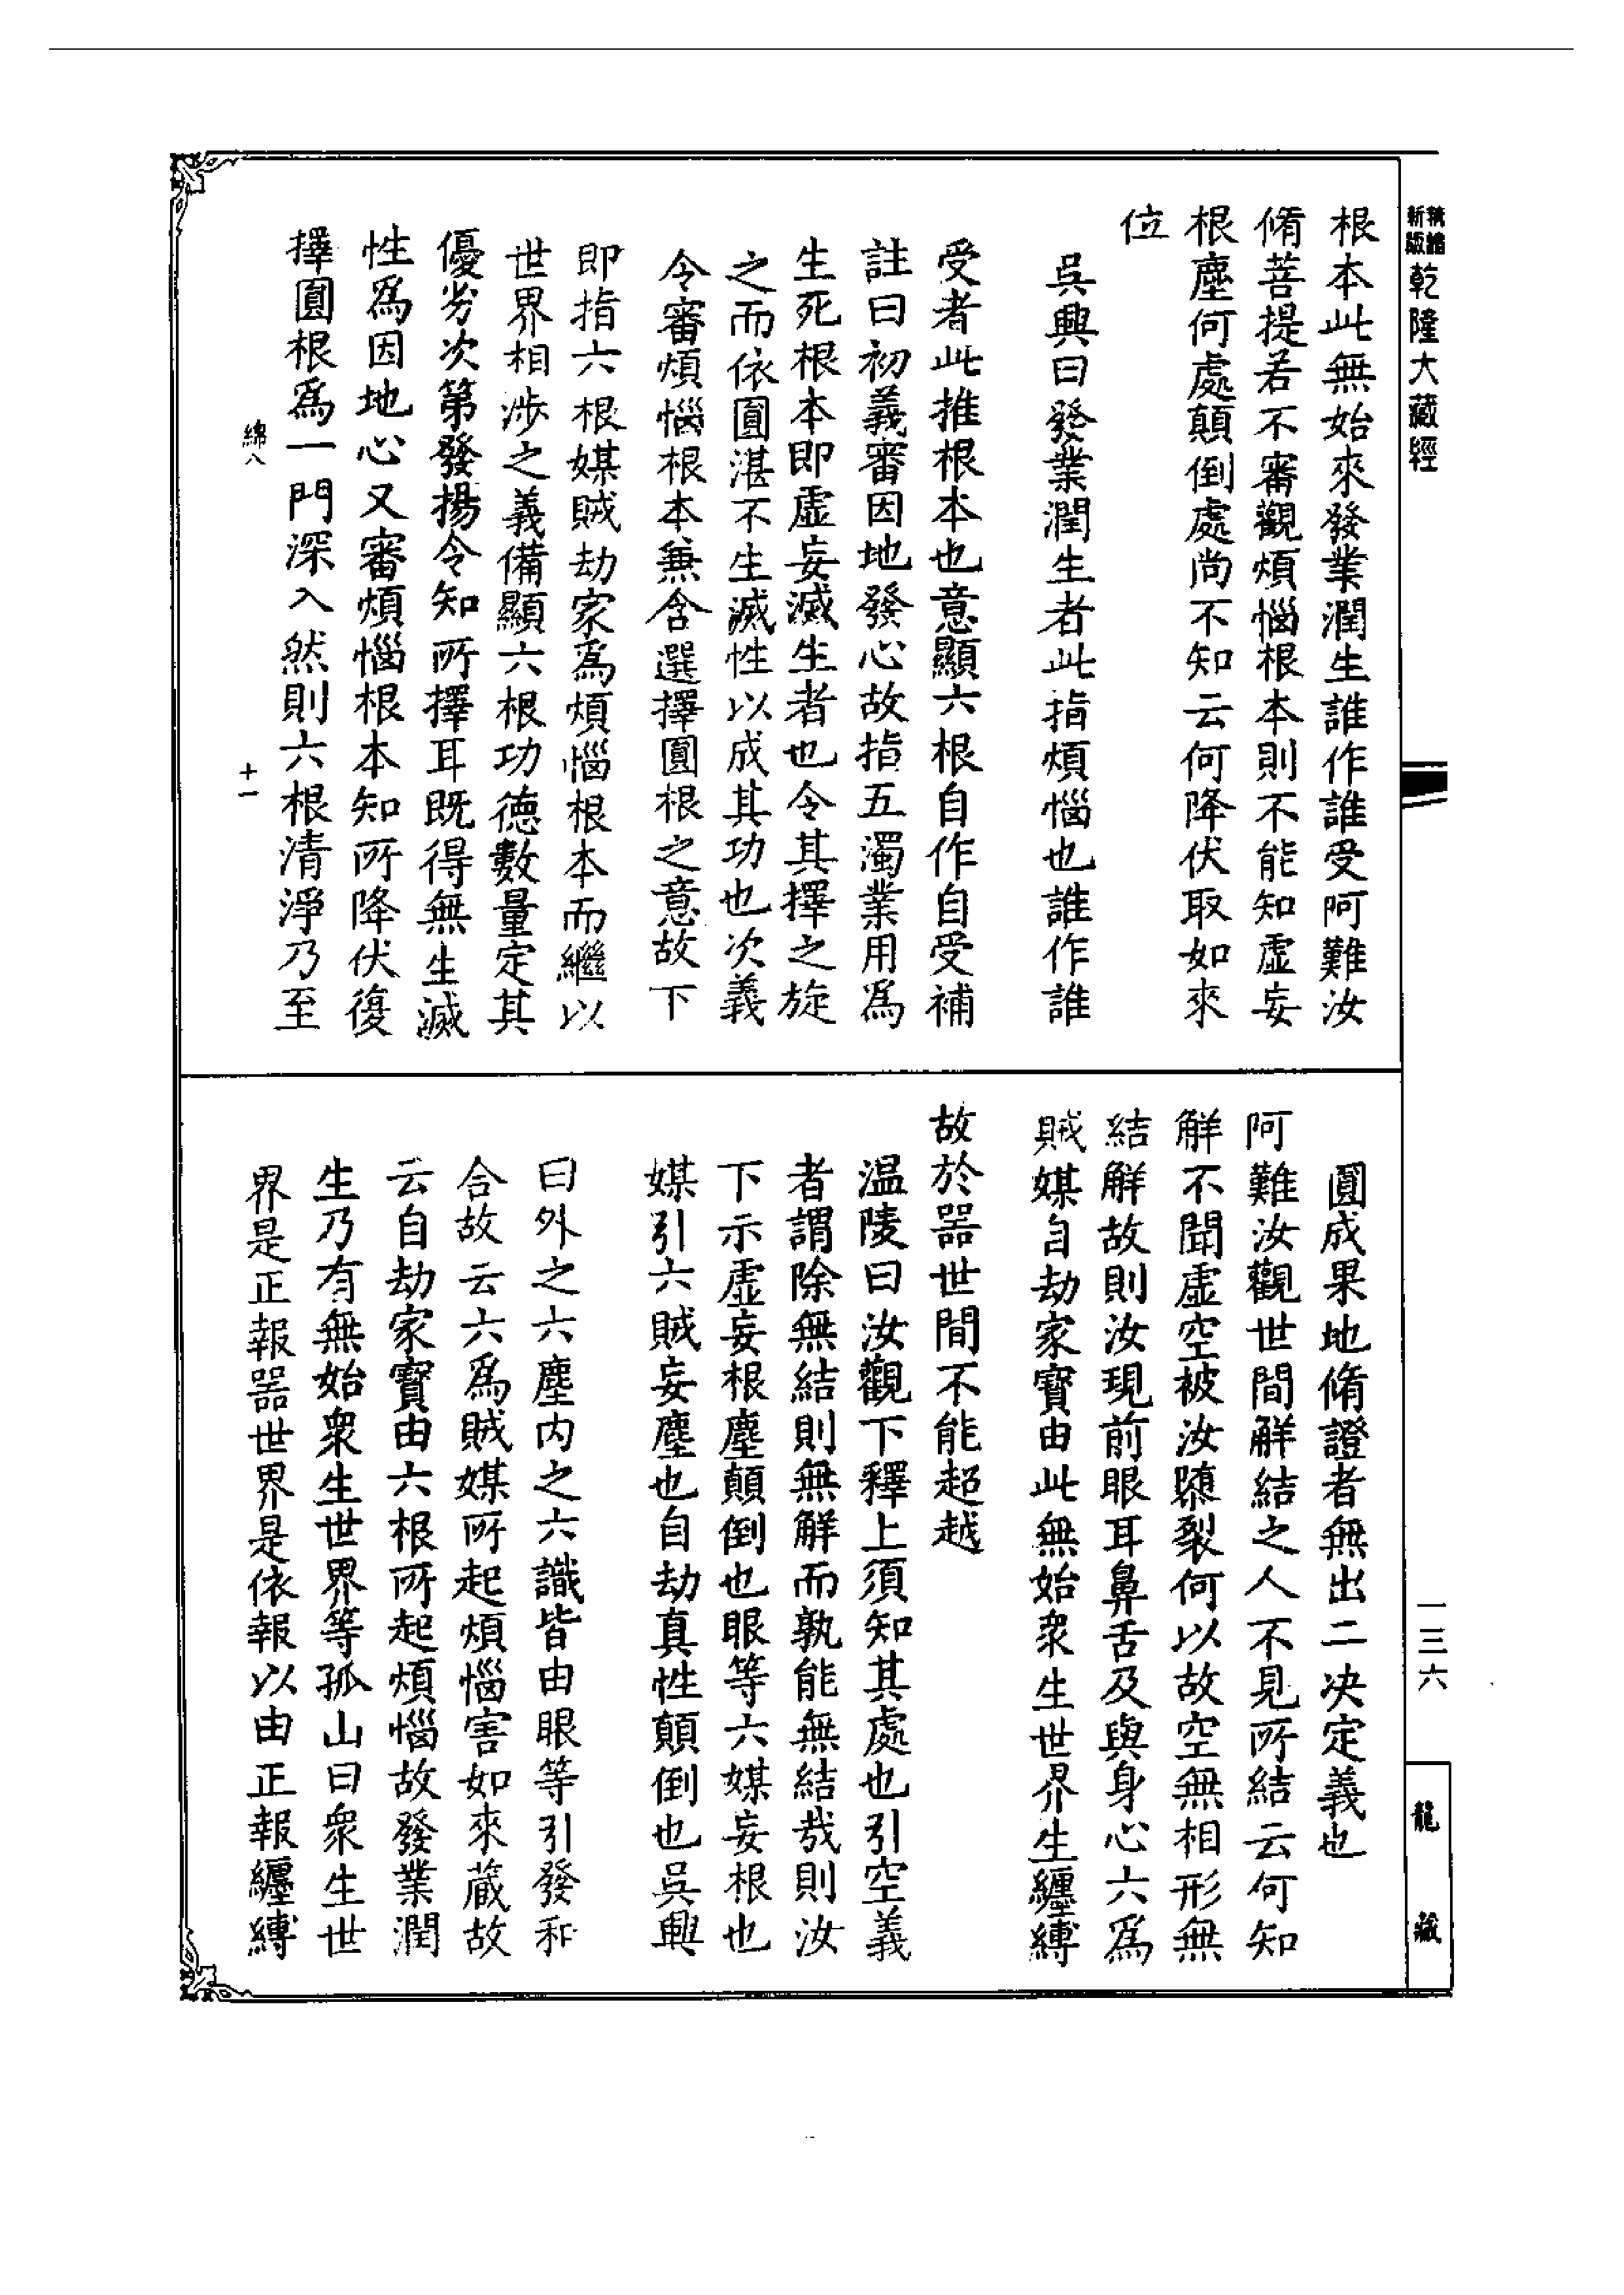 新版 精縮 乾隆大藏經
根本此無始來發業潤生誰作誰受阿難汝
脩菩提若不審觀煩惱根本則不能知虛妄
根塵何處顛倒處尚不知云何降伏取如來
位
吳興曰發業潤生者此指煩惱也誰作誰
受者此推根本也意顯六根自作自受補
註曰初義審因地發心故指五濁業用為
生死根本即虛妄滅生者也令其擇之旋
之而依圓湛不生滅性以成其功也次義
令審煩惱根本兼含選擇圓根之意故下
即指六根媒賊劫家為煩惱根本而繼以
世界相涉之義備顯六根功德數量定其
優劣次第發揚令知所擇耳既得無生滅
性為因地心又審煩惱根本知所降伏復
擇圓根為一門深入然則六根清淨乃至
綿八
十一
圓成果地脩證者無出二決定義也
阿難汝觀世間解結之人不見所結云何知
解不聞虛空被汝隳裂何以故空無相形無
結解故則汝現前眼耳鼻舌及與身心六為
賊媒自劫家寶由此無始眾生世界生纏縛
故於器世間不能超越
温陵曰汝觀下釋上須知其處也引空義
者謂除無結則無解而孰能無結哉則汝
下示虛妄根塵顛倒也眼等六媒妄根也
媒引六賊妄塵也自劫真性顛倒也吳興
曰外之六塵內之六識皆由眼等引發和
合故云六為賊媒所起煩惱害如來藏故
云自劫家寶由六根所起煩惱故發業潤
生乃有無始眾生世界等孤山曰眾生世
界是正報器世界是依報以由正報纏縛
一三六
龍藏